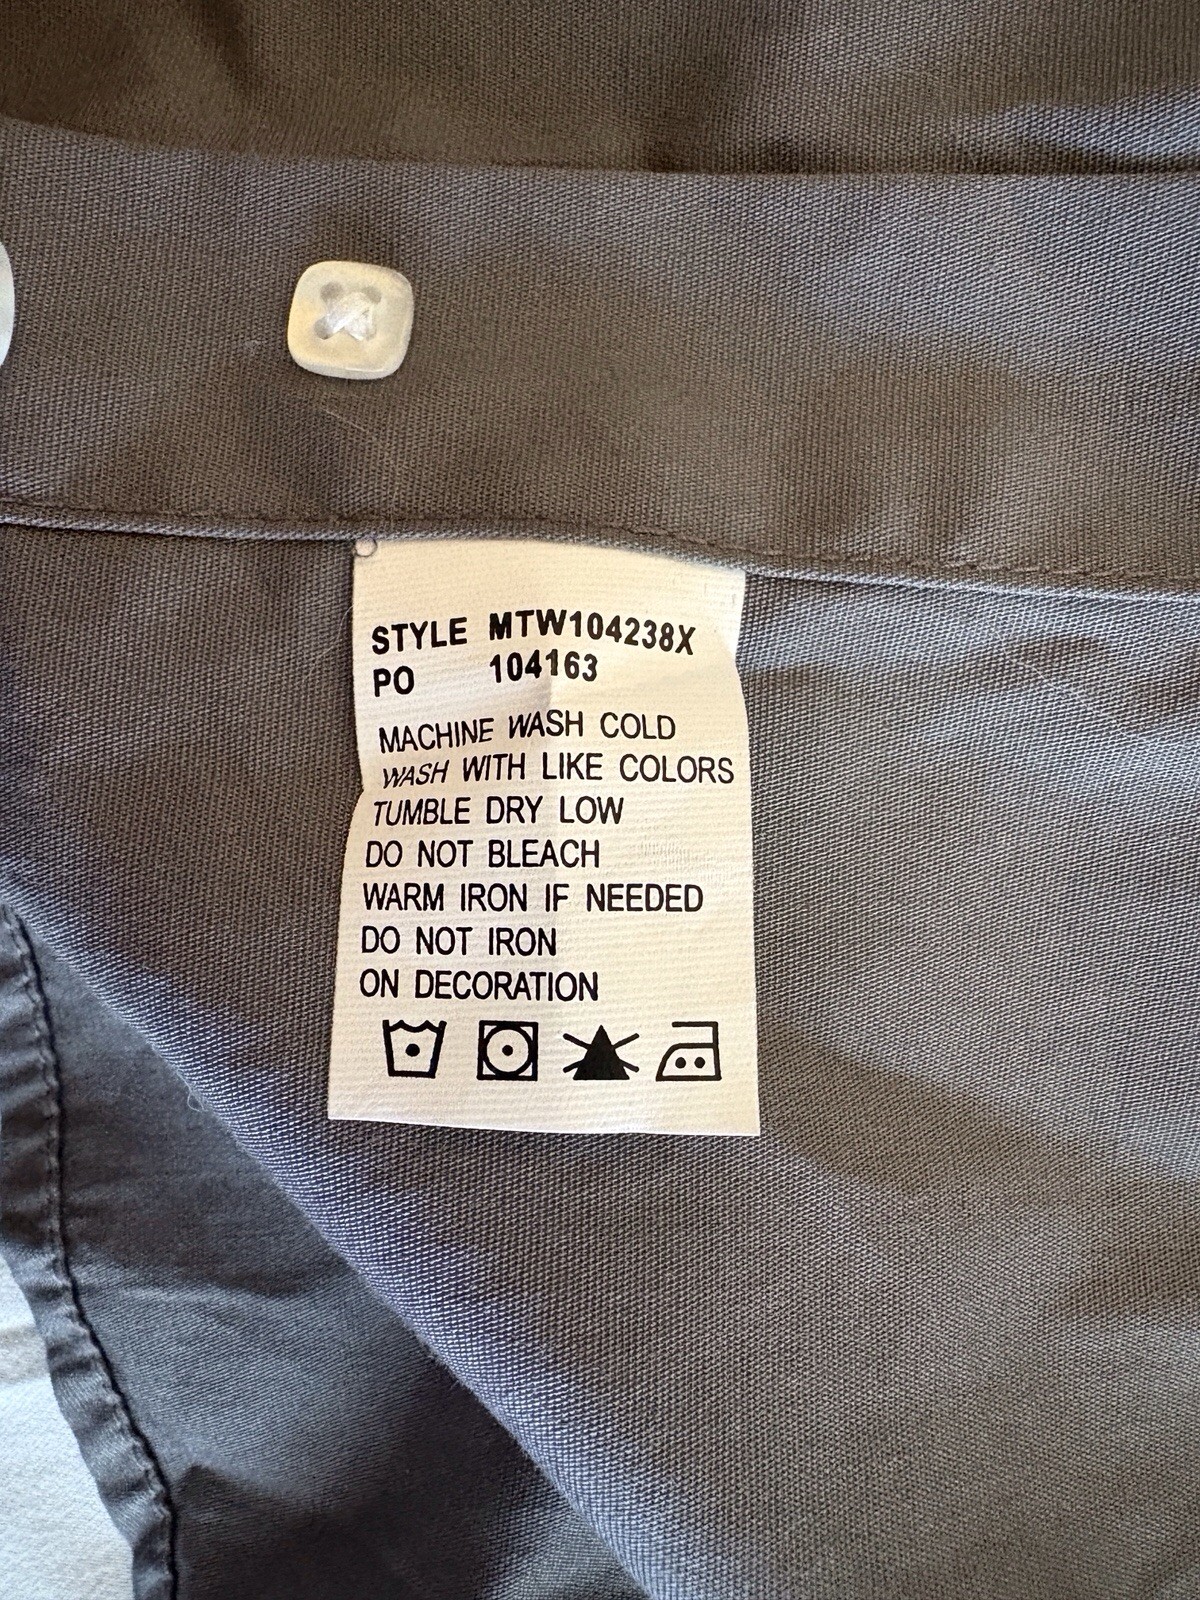 STYLE MTW104238X
PO 104163
MACHINE WASH COLD
WASH WITH LIKE COLORS
TUMBLE DRY LOW
DO NOT BLEACH
WARM IRON IF NEEDED
DO NOT IRON
ON DECORATION